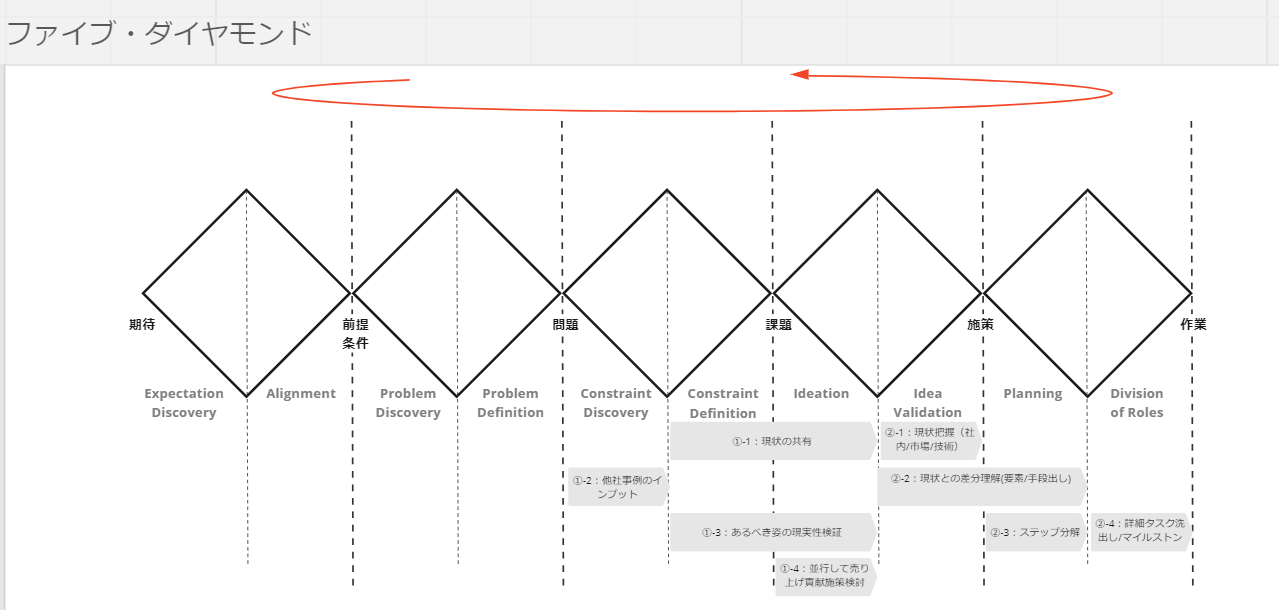 ファイブ・ダイヤモンド
期待
前提
条件
問題
課題
施策
作業
Expectation
Discovery
Alignment
Problem
Discovery
Problem
Definition
Constraint
Discovery
Constraint
Definition
Ideation
Idea
Validation
Planning
Division
of Roles
①-1：現状の共有
②-1：現状把握（社
内/市場/技術）
①-2：他社事例のイ
ンプット
②-2：現状との差分理解(要素/手段出し)
①-3：あるべき姿の現実性検証
②-3：ステップ分解
②-4：詳細タスク洗
出し/マイルストン
①-4：並行して売り
上げ貢献施策検討